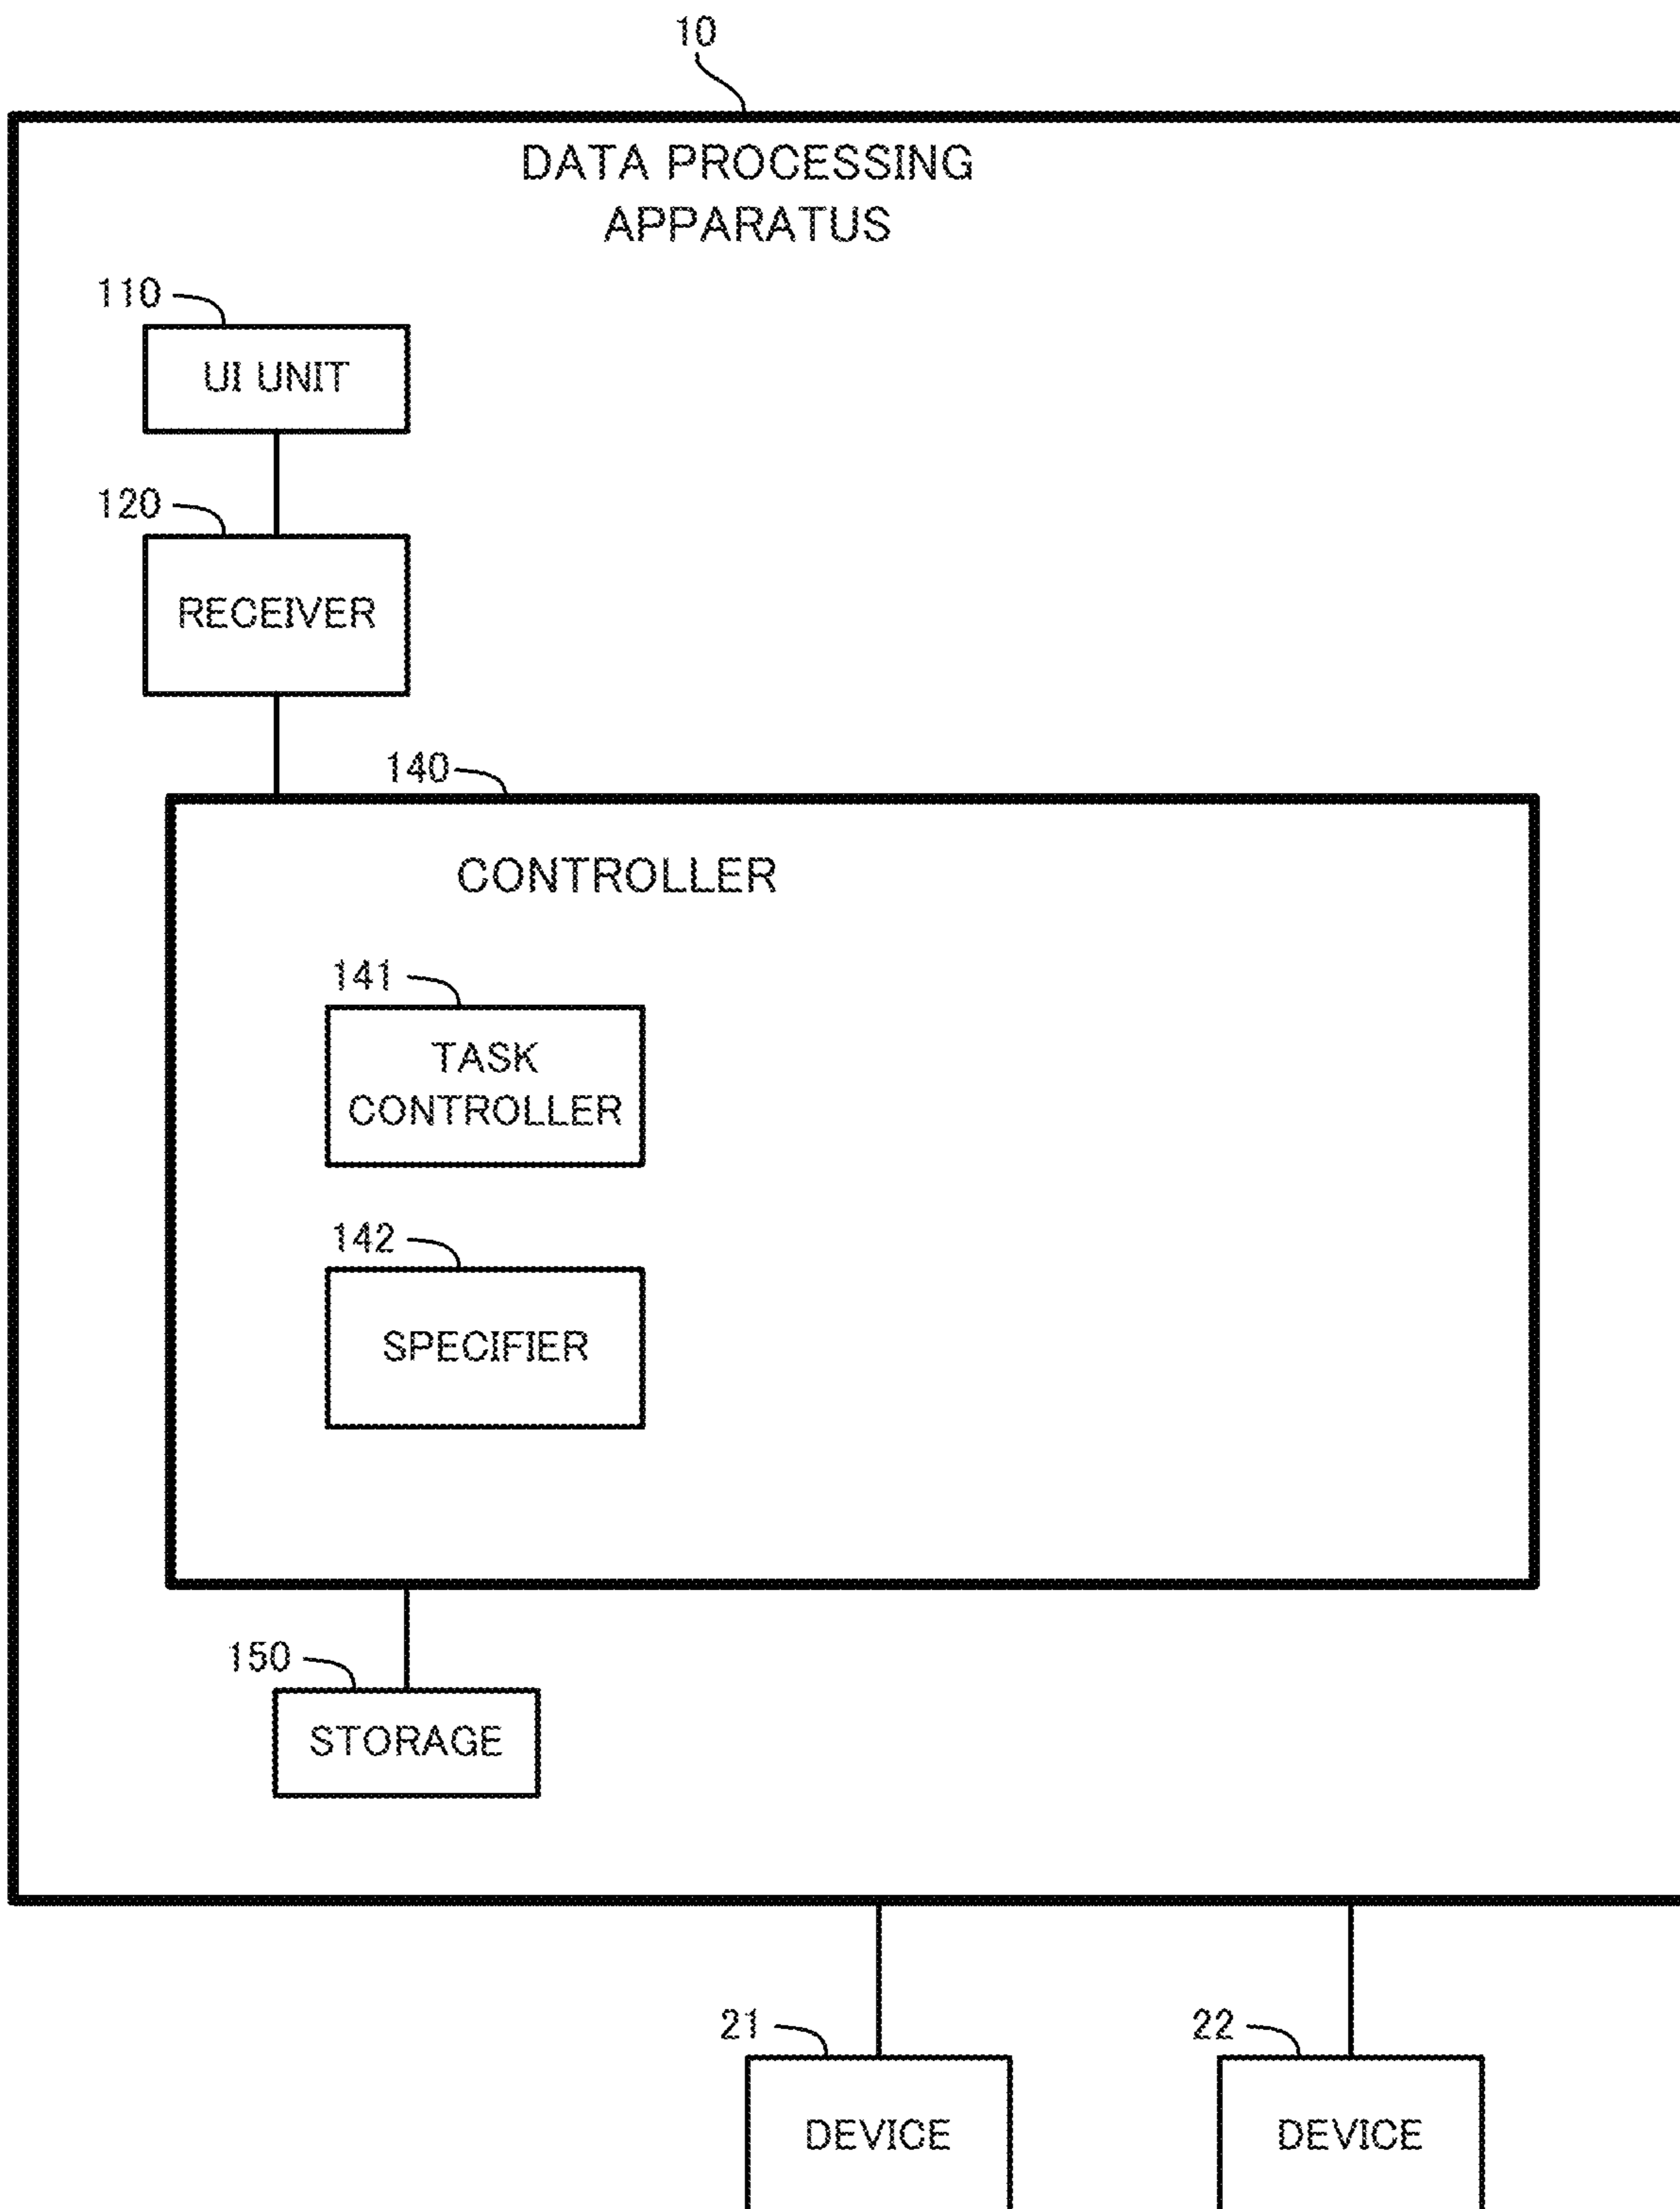 10
DATA PROCESSING
APPARATUS
110
UI UNIT
120
RECEIVER
140
CONTROLLER
141
TASK
CONTROLLER
142
SPECIFIER
150
STORAGE
21
DEVICE
22
DEVICE